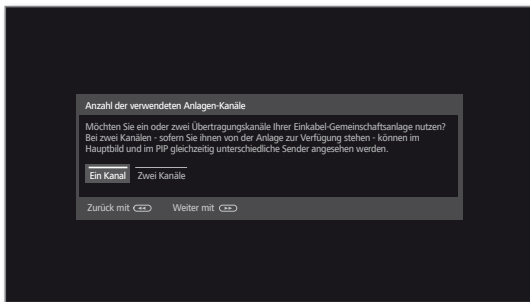 Anzahl der verwendeten Anlagen-Kanäle
Möchten Sie ein oder zwei Übertragungskanäle Ihrer Einkabel-Gemeinschaftsanlage nutzen?
Bei zwei Kanälen - sofern Sie ihnen von der Anlage zur Verfügung stehen - können im
Hauptbild und im PIP gleichzeitig unterschiedliche Sender angesehen werden.
Ein Kanal Zwei Kanäle
Zurück mit Weiter mit